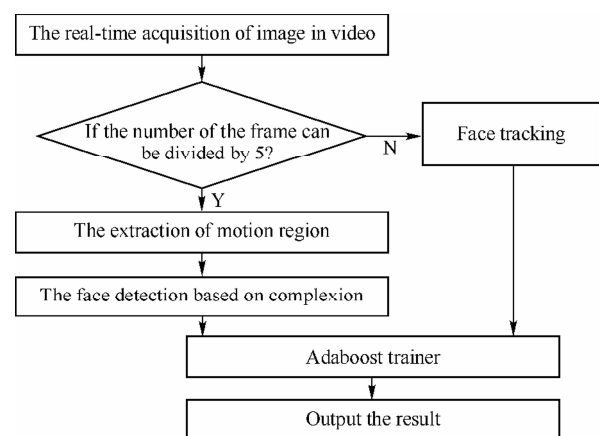 The real-time acquisition of image in video
If the number of the frame can
be divided by 5?
N
Face tracking
Y
The extraction of motion region
The face detection based on complexion
Adaboost trainer
Output the result